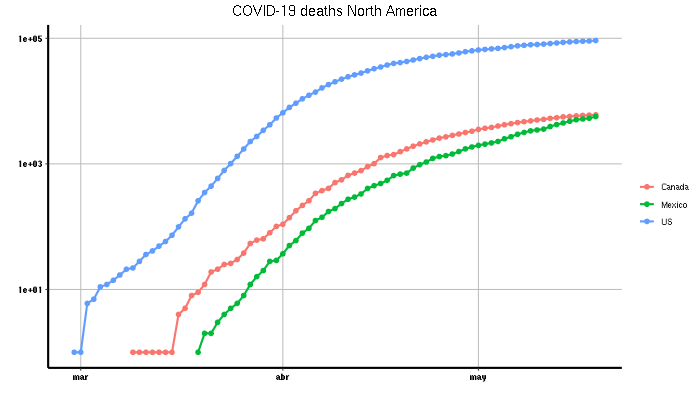 COVID-19 deaths North America
1e+05
1e+03
1e+01
mar
abr
may
Canada
Mexico
US